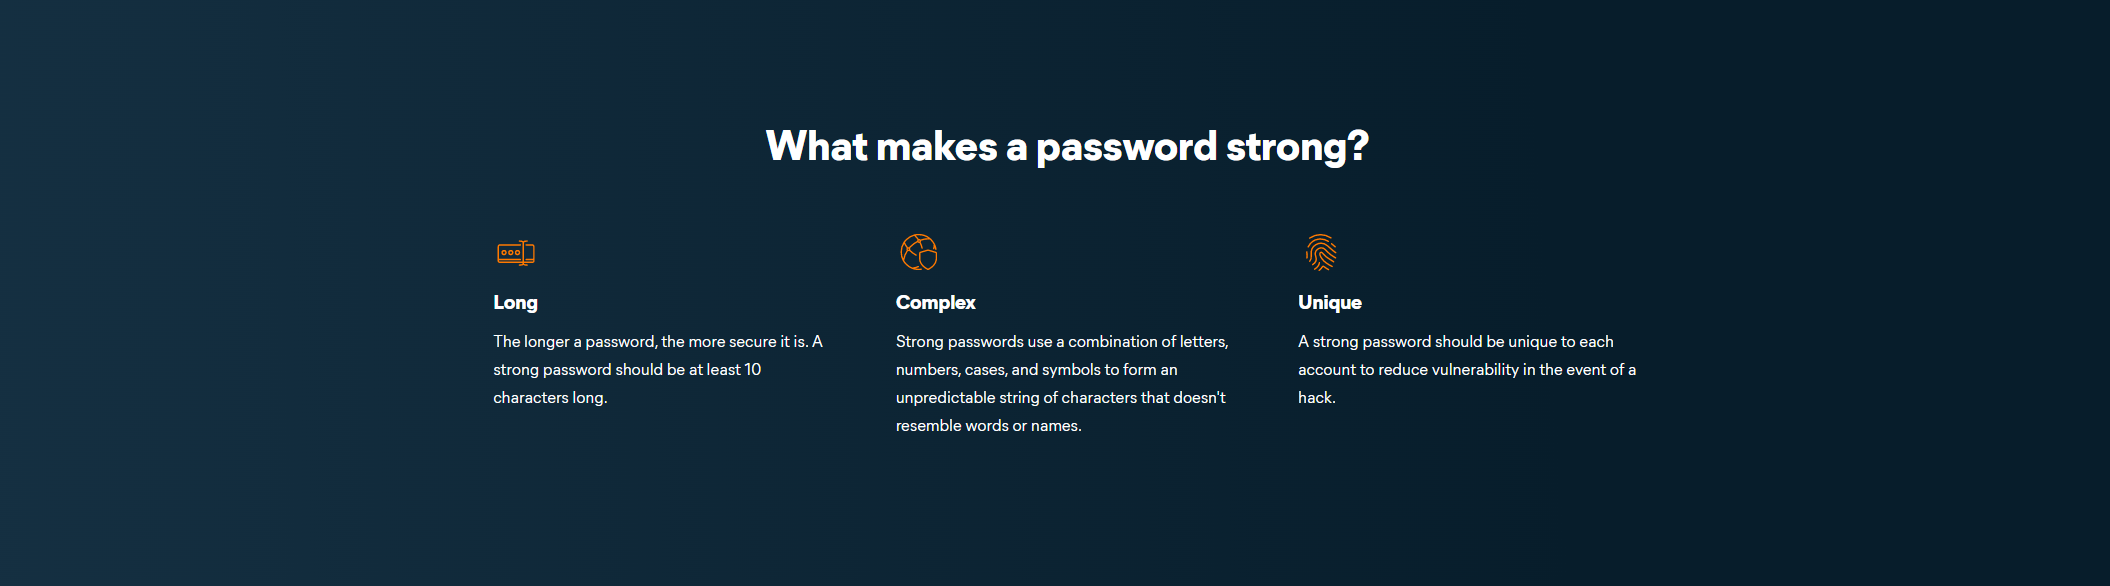 What makes a password strong?
Long
The longer a password, the more secure it is. A
strong password should be at least 10
characters long.
Complex
Strong passwords use a combination of letters,
numbers, cases, and symbols to form an
unpredictable string of characters that doesn't
resemble words or names.
Unique
A strong password should be unique to each
account to reduce vulnerability in the event of a
hack.